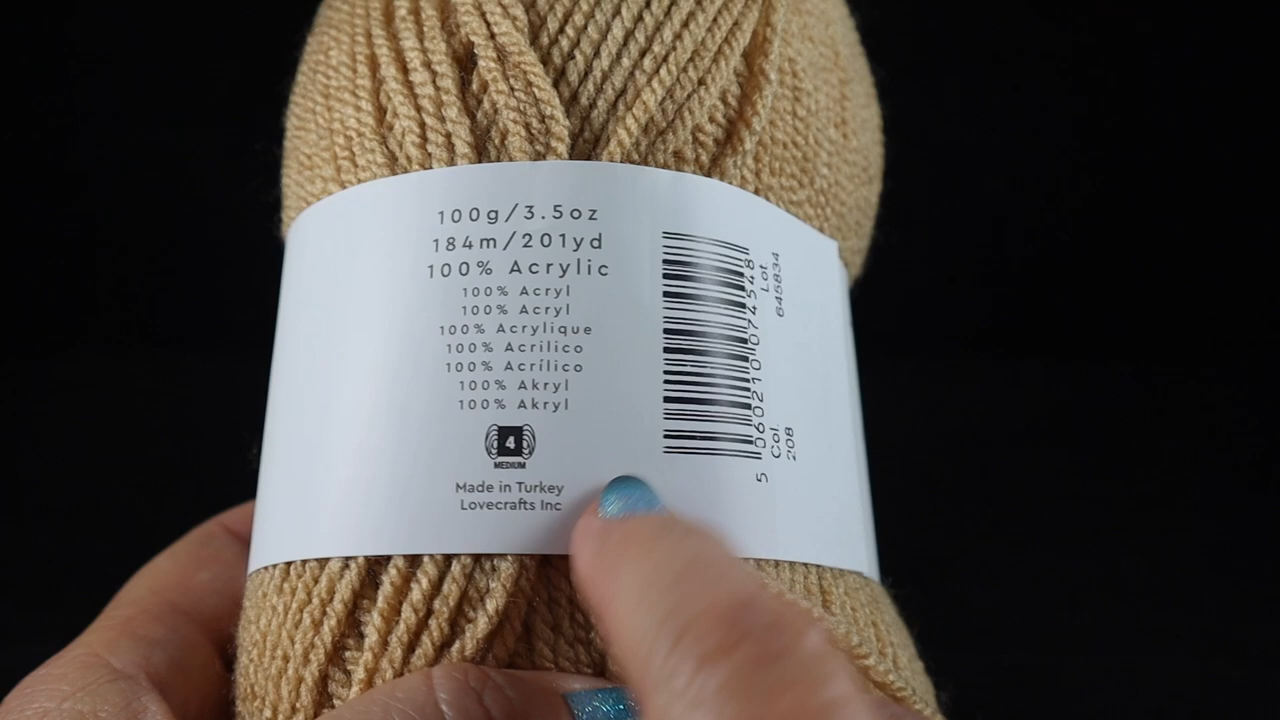 100g/3.5oz
184m/201yd
100% Acrylic
100% Acryl
100% Acryl
100% Acrylique
100% Acrilico
100% Acrílico
100% Akryl
100% Akryl
4
MEDIUM
Made in Turkey
Lovecrafts Inc
5 060210 074548
Col. 208
Lot. 645834